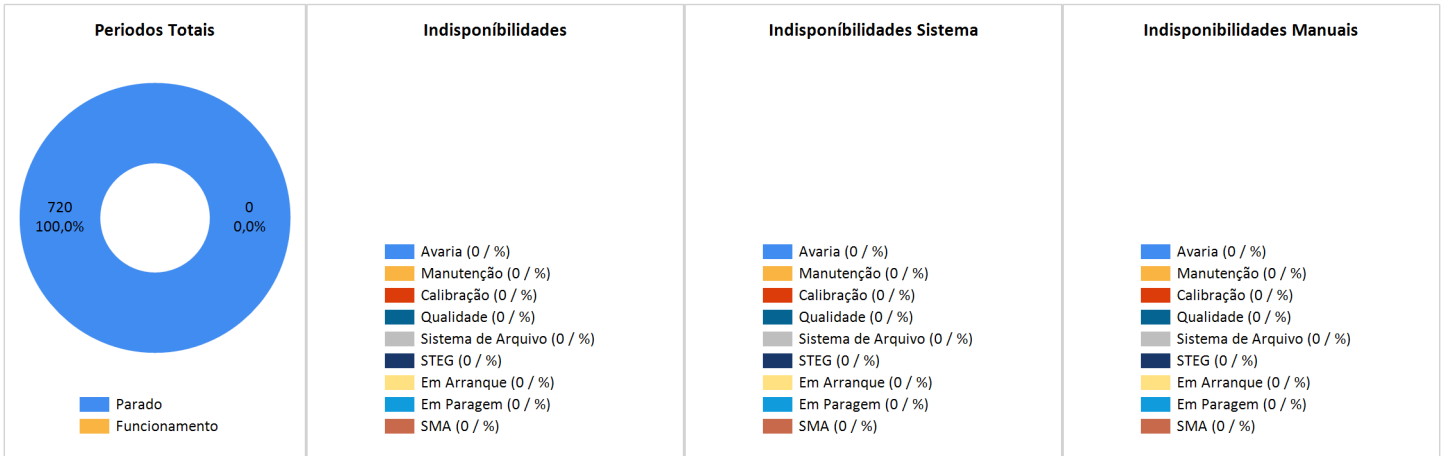 Periodos Totais
720
100,0%
0
0,0%
Parado
Funcionamento
Indisponíbilidades
Avaria (0 / %)
Manutenção (0 / %)
Calibração (0 / %)
Qualidade (0 / %)
Sistema de Arquivo (0 / %)
STEG (0 / %)
Em Arranque (0 / %)
Em Paragem (0 / %)
SMA (0 / %)
Indisponíbilidades Sistema
Avaria (0 / %)
Manutenção (0 / %)
Calibração (0 / %)
Qualidade (0 / %)
Sistema de Arquivo (0 / %)
STEG (0 / %)
Em Arranque (0 / %)
Em Paragem (0 / %)
SMA (0 / %)
Indisponíbilidades Manuais
Avaria (0 / %)
Manutenção (0 / %)
Calibração (0 / %)
Qualidade (0 / %)
Sistema de Arquivo (0 / %)
STEG (0 / %)
Em Arranque (0 / %)
Em Paragem (0 / %)
SMA (0 / %)